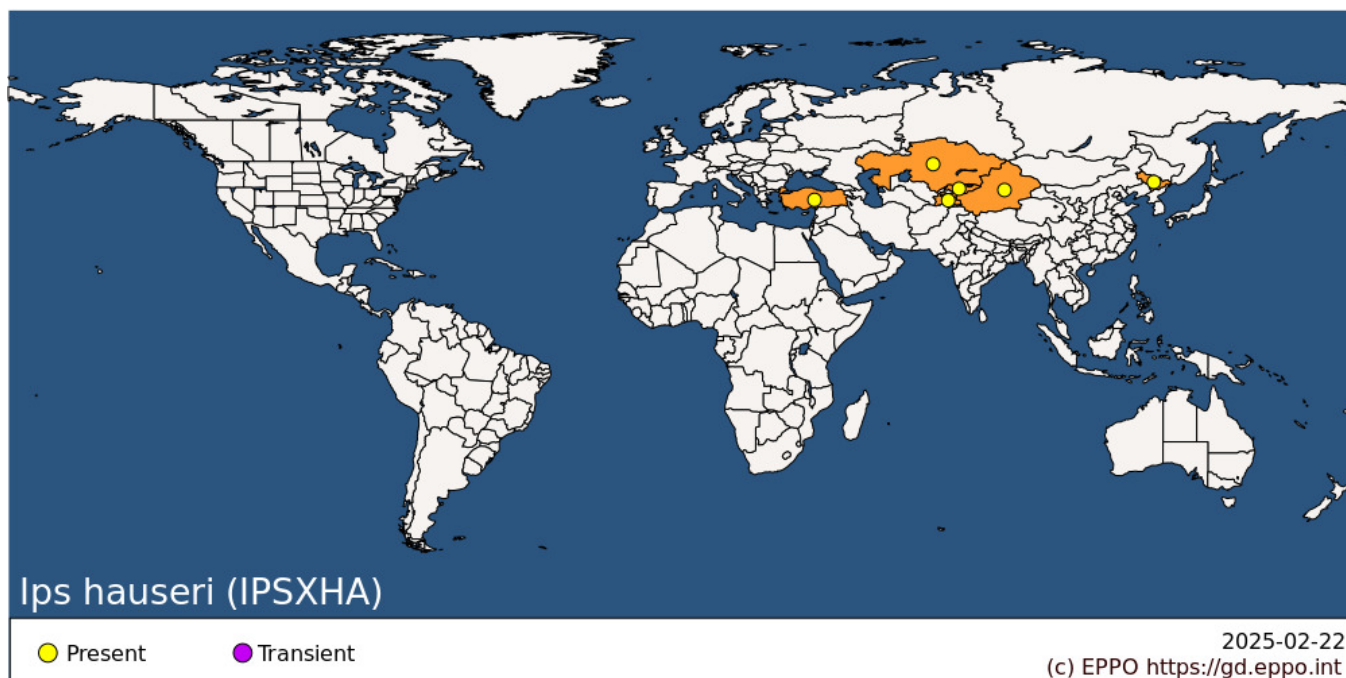 Ips hauseri (IPSXHA)
Present
Transient
2025-02-22
(c) EPPO https://gd.eppo.int